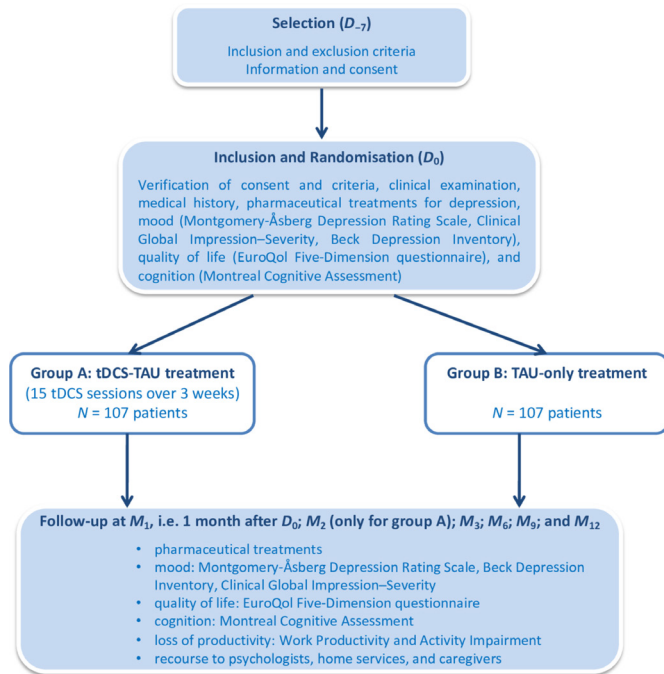 Selection (D−7)
Inclusion and exclusion criteria
Information and consent
Inclusion and Randomisation (D0)
Verification of consent and criteria, clinical examination,
medical history, pharmaceutical treatments for depression,
mood (Montgomery-Åsberg Depression Rating Scale, Clinical
Global Impression–Severity, Beck Depression Inventory),
quality of life (EuroQol Five-Dimension questionnaire), and
cognition (Montreal Cognitive Assessment)
Group A: tDCS-TAU treatment
(15 tDCS sessions over 3 weeks)
N = 107 patients
Group B: TAU-only treatment
N = 107 patients
Follow-up at M1, i.e. 1 month after D0; M2 (only for group A); M3; M6; M9; and M12
• pharmaceutical treatments
• mood: Montgomery-Åsberg Depression Rating Scale, Beck Depression
Inventory, Clinical Global Impression–Severity
• quality of life: EuroQol Five-Dimension questionnaire
• cognition: Montreal Cognitive Assessment
• loss of productivity: Work Productivity and Activity Impairment
• recourse to psychologists, home services, and caregivers